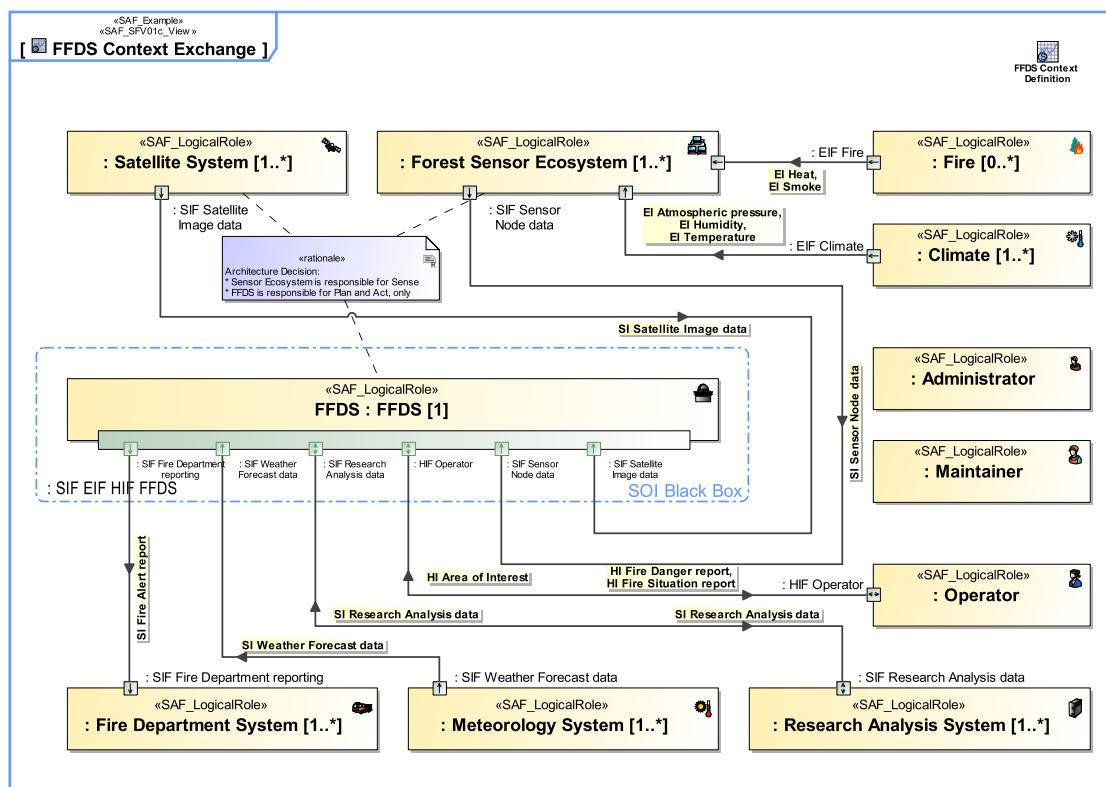 «SAF_Example»
«SAF_SFV01c_View »
[ FFDS Context Exchange ]
FFDS Context
Definition
«SAF_LogicalRole»
: Satellite System [1..*]
«SAF_LogicalRole»
: Forest Sensor Ecosystem [1..*]
«SAF_LogicalRole»
: Fire [0..*]
: EIF Fire
EI Heat,
EI Smoke
: SIF Satellite
Image data
: SIF Sensor
Node data
EI Atmospheric pressure,
EI Humidity,
EI Temperature
: EIF Climate
«SAF_LogicalRole»
: Climate [1..*]
«rationale»
Architecture Decision:
* Sensor Ecosystem is responsible for Sense
* FFDS is responsible for Plan and Act, only
SI Satellite Image data
SI Sensor Node data
«SAF_LogicalRole»
: Administrator
«SAF_LogicalRole»
FFDS : FFDS [1]
«SAF_LogicalRole»
: Maintainer
: SIF Fire Department
reporting
: SIF Weather
Forecast data
: SIF Research
Analysis data
: HIF Operator
: SIF Sensor
Node data
: SIF Satellite
Image data
: SIF EIF HIF FFDS
SOI Black Box
SI Fire Alert report
HI Area of Interest
HI Fire Danger report,
HI Fire Situation report
: HIF Operator
«SAF_LogicalRole»
: Operator
SI Research Analysis data
SI Research Analysis data
SI Weather Forecast data
: SIF Fire Department reporting
: SIF Weather Forecast data
: SIF Research Analysis data
«SAF_LogicalRole»
: Fire Department System [1..*]
«SAF_LogicalRole»
: Meteorology System [1..*]
«SAF_LogicalRole»
: Research Analysis System [1..*]